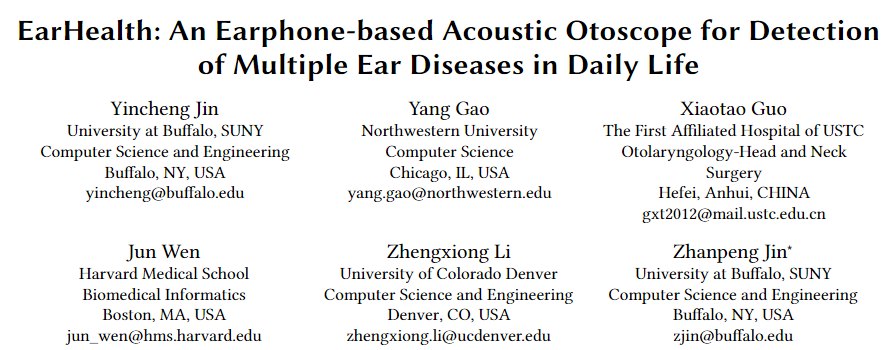 EarHealth: An Earphone-based Acoustic Otoscope for Detection
of Multiple Ear Diseases in Daily Life
Yincheng Jin
University at Buffalo, SUNY
Computer Science and Engineering
Buffalo, NY, USA
yincheng@buffalo.edu
Yang Gao
Northwestern University
Computer Science
Chicago, IL, USA
yang.gao@northwestern.edu
Xiaotao Guo
The First Affiliated Hospital of USTC
Otolaryngology-Head and Neck
Surgery
Hefei, Anhui, CHINA
gxt2012@mail.ustc.edu.cn
Jun Wen
Harvard Medical School
Biomedical Informatics
Boston, MA, USA
jun_wen@hms.harvard.edu
Zhengxiong Li
University of Colorado Denver
Computer Science and Engineering
Denver, CO, USA
zhengxiong.li@ucdenver.edu
Zhanpeng Jin*
University at Buffalo, SUNY
Computer Science and Engineering
Buffalo, NY, USA
zjin@buffalo.edu